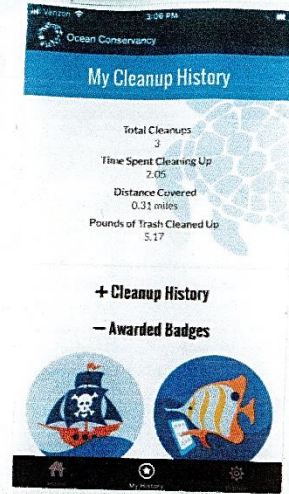 Verizon
3:06 PM
Ocean Conservancy
My Cleanup History
Total Cleanups
3
Time Spent Cleaning Up
2.05
Distance Covered
0.31 miles
Pounds of Trash Cleaned Up
5.17
+ Cleanup History
— Awarded Badges
My History